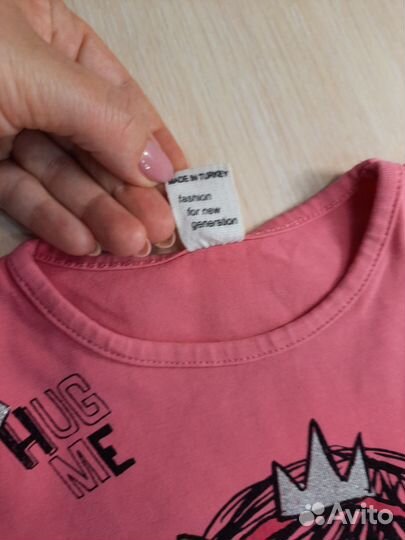 MADE IN TURKEY
fashion
for new
generation
HUG
ME
Avito